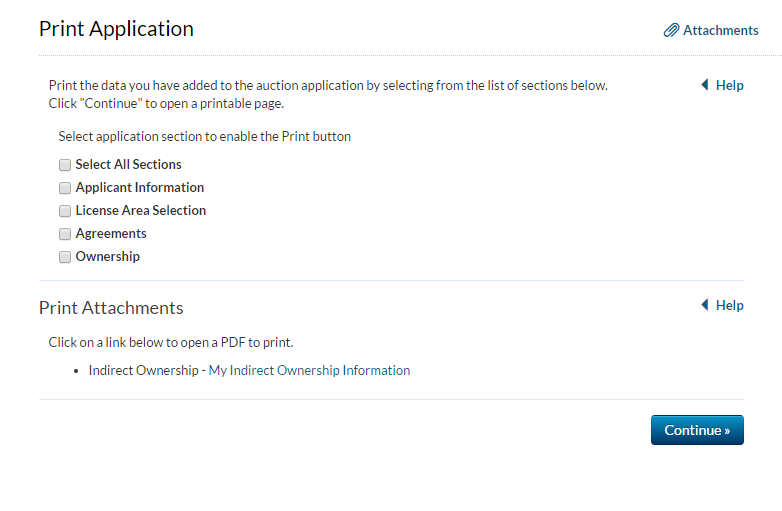 Print Application
Attachments
Print the data you have added to the auction application by selecting from the list of sections below.
Click "Continue" to open a printable page.
Help
Select application section to enable the Print button
Select All Sections
Applicant Information
License Area Selection
Agreements
Ownership
Print Attachments
Help
Click on a link below to open a PDF to print.
• Indirect Ownership - My Indirect Ownership Information
Continue »